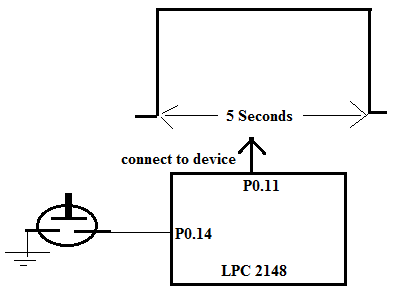 5 Seconds
connect to device
P0.11
P0.14
LPC 2148